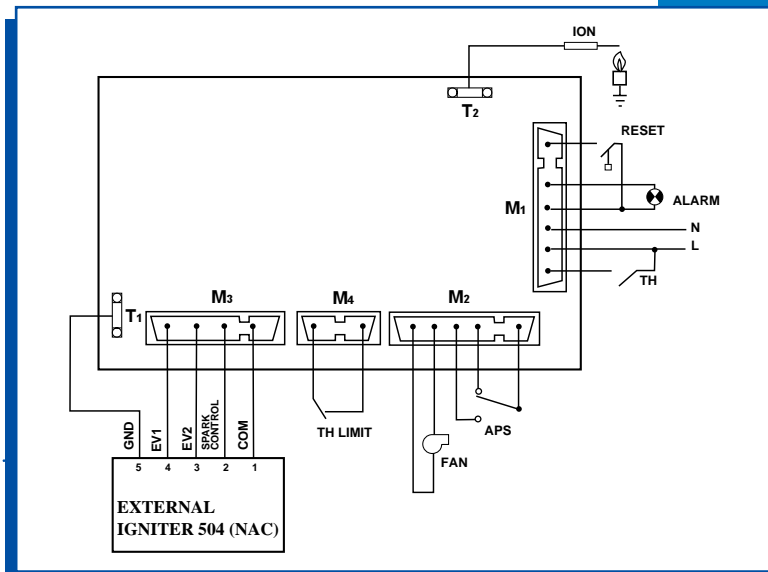 ION
T2
RESET
ALARM
M1
N
L
TH
M3
M4
M2
T1
GND
EV1
EV2
SPARK
CONTROL
COM
TH LIMIT
APS
FAN
5 4 3 2 1
EXTERNAL
IGNITER 504 (NAC)